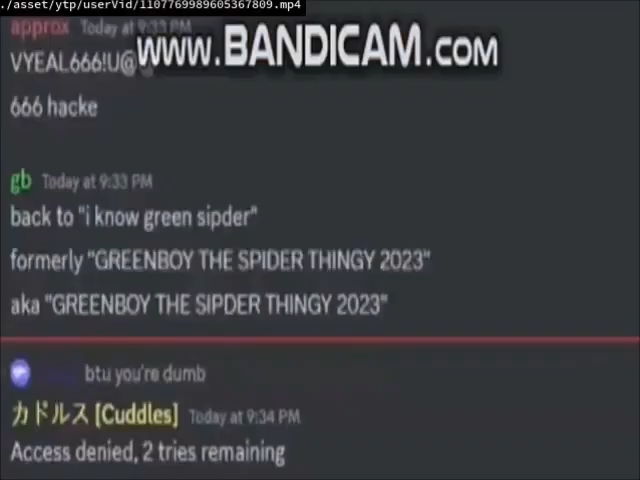 ./asset/ytp/userVid/1107769989605367809.mp4
approx Today at 9:33 PM
www.BANDICAM.com
VYEAL666!U@
666 hacke
gb Today at 9:33 PM
back to "i know green sipder"
formerly "GREENBOY THE SPIDER THINGY 2023"
aka "GREENBOY THE SIPDER THINGY 2023"
btu you're dumb
カドルス [Cuddles] Today at 9:34 PM
Access denied, 2 tries remaining